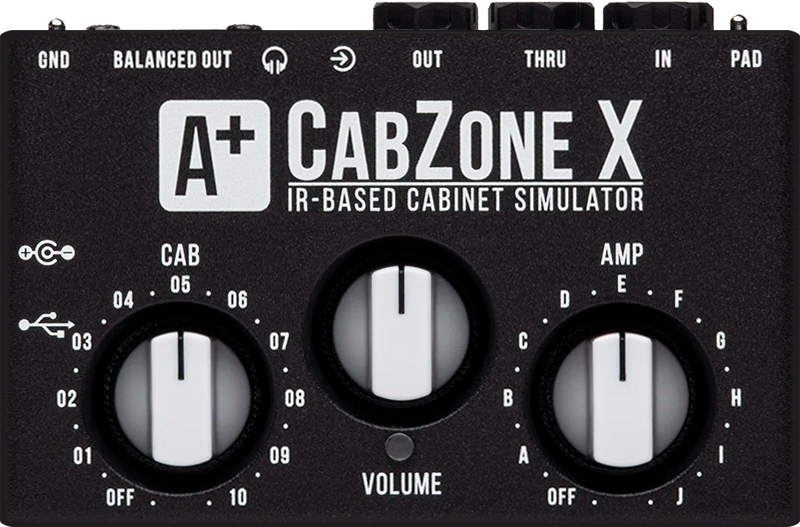 GND BALANCED OUT OUT THRU IN PAD
A+ CABZONE X
IR-BASED CABINET SIMULATOR
CAB AMP
05 E
04 06 D F
03 07 C G
02 08 B H
01 09 A I
OFF 10 VOLUME OFF J